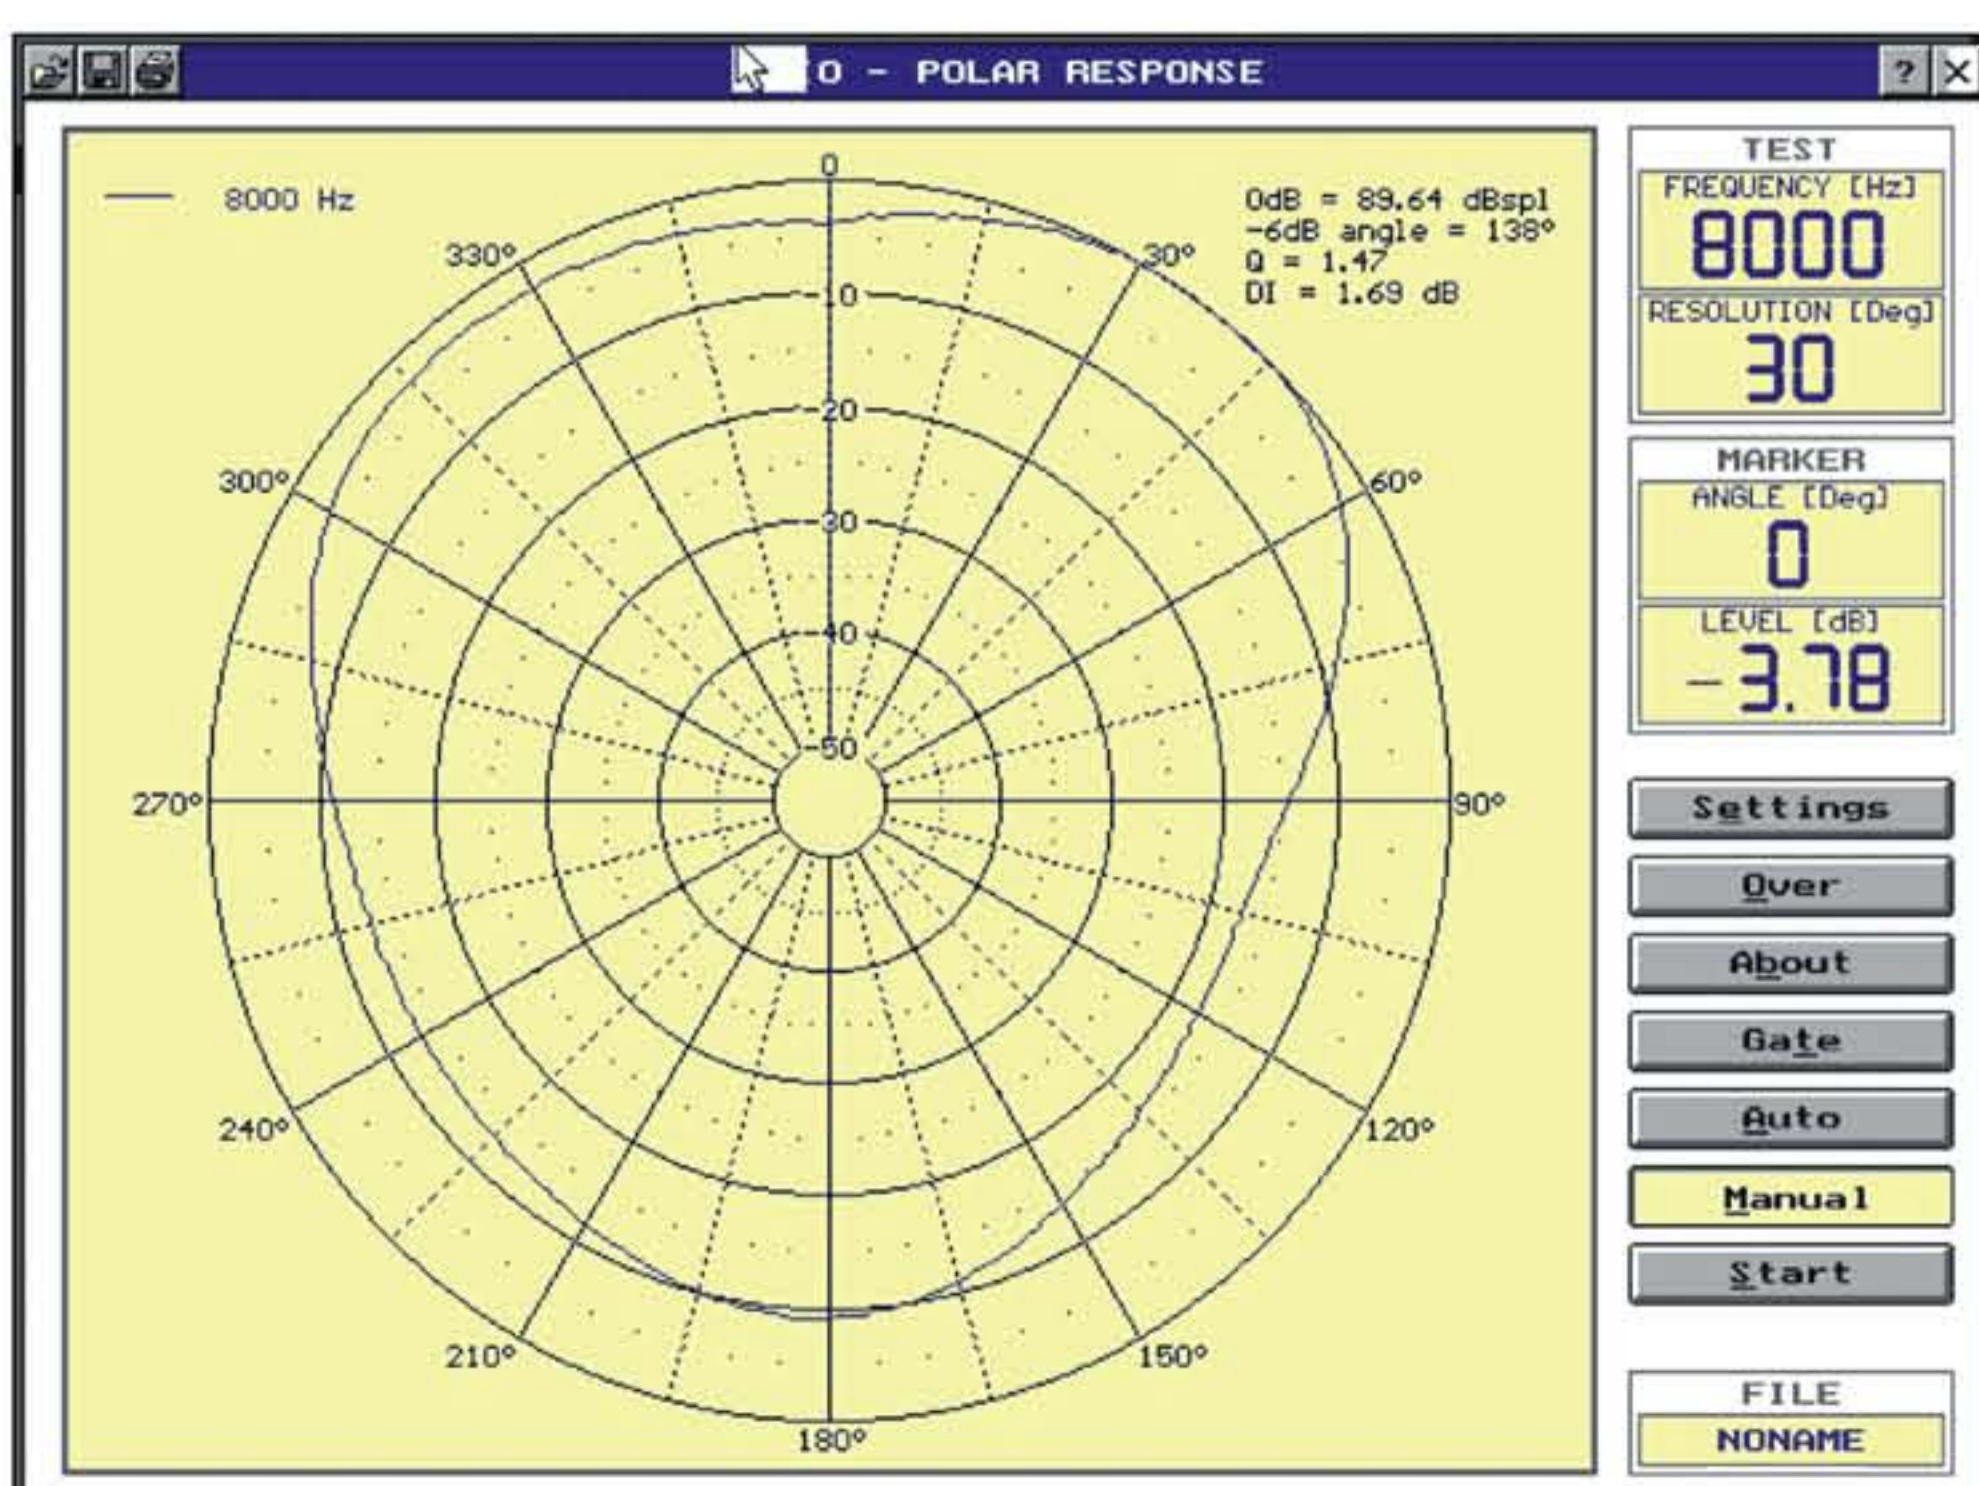 O - POLAR RESPONSE
?
8000 Hz
0dB = 89.64 dBspl
-6dB angle = 138°
Q = 1.47
DI = 1.69 dB
0
330°
30°
-10
-20
300°
60°
-30
-40
-50
270°
90°
240°
120°
210°
150°
180°
TEST
FREQUENCY [Hz]
8000
RESOLUTION [Deg]
30
MARKER
ANGLE [Deg]
0
LEVEL [dB]
-3.78
Settings
Over
About
Gate
Auto
Manual
Start
FILE
NONAME